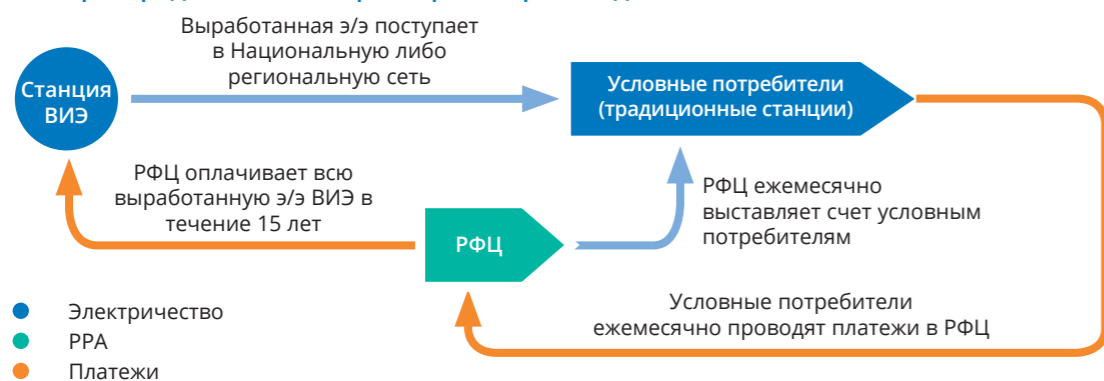 Выработанная э/э поступает
в Национальную либо
региональную сеть
Станция
ВИЭ
Условные потребители
(традиционные станции)
РФЦ оплачивает всю
выработанную э/э ВИЭ в
течение 15 лет
РФЦ
РФЦ ежемесячно
выставляет счет условным
потребителям
Условные потребители
ежемесячно проводят платежи в РФЦ
Электричество
PPA
Платежи